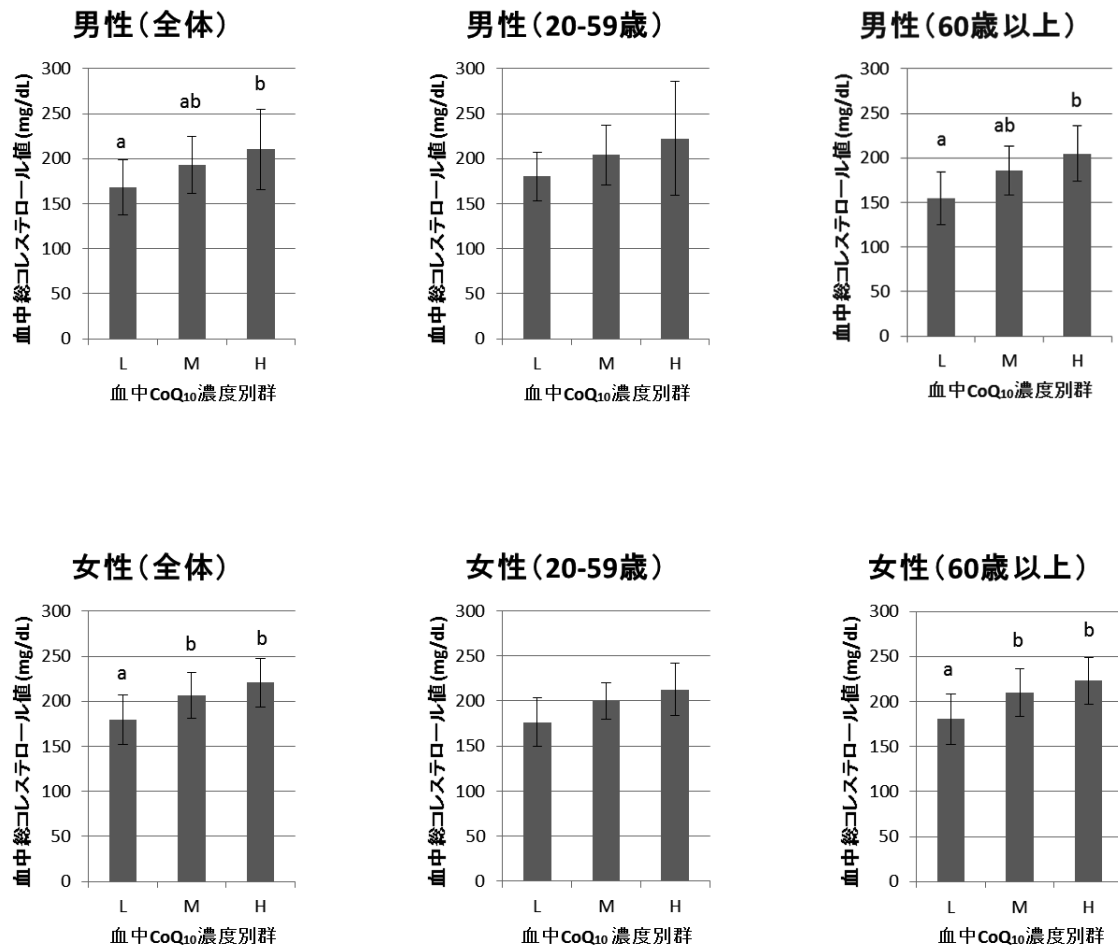 男性（全体）
血中総コレステロール値(mg/dL)
300
250
200
150
100
50
0
a
ab
b
L M H
血中CoQ₁₀濃度別群
男性（20-59歳）
血中総コレステロール値(mg/dL)
300
250
200
150
100
50
0
L M H
血中CoQ₁₀濃度別群
男性（60歳以上）
血中総コレステロール値(mg/dL)
300
250
200
150
100
50
0
a
ab
b
L M H
血中CoQ₁₀濃度別群
女性（全体）
血中総コレステロール値(mg/dL)
300
250
200
150
100
50
0
a
b
b
L M H
血中CoQ₁₀濃度別群
女性（20-59歳）
血中総コレステロール値(mg/dL)
300
250
200
150
100
50
0
L M H
血中CoQ₁₀濃度別群
女性（60歳以上）
血中総コレステロール値(mg/dL)
300
250
200
150
100
50
0
a
b
b
L M H
血中CoQ₁₀濃度別群